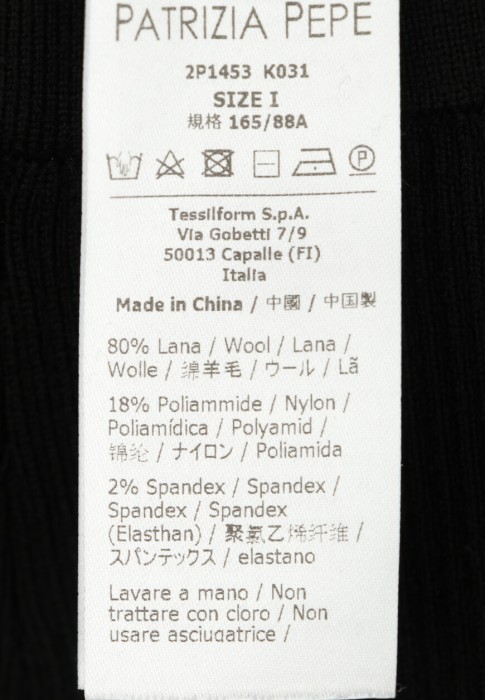 PATRIZIA PEPE
2P1453 K031
SIZE I
規格 165/88A
P
Tessilform S.p.A.
Via Gobetti 7/9
50013 Capalle (FI)
Italia
Made in China / 中國 / 中国製
80% Lana / Wool / Lana /
Wolle / 绵羊毛 / ウール / Lã
18% Poliammide / Nylon /
Poliamídica / Polyamid /
锦纶 / ナイロン / Poliamida
2% Spandex / Spandex /
Spandex / Spandex
(Elasthan) / 聚氨乙烯纤维 /
スパンテックス / elastano
Lavare a mano / Non
trattare con cloro / Non
usare asciugatrice /